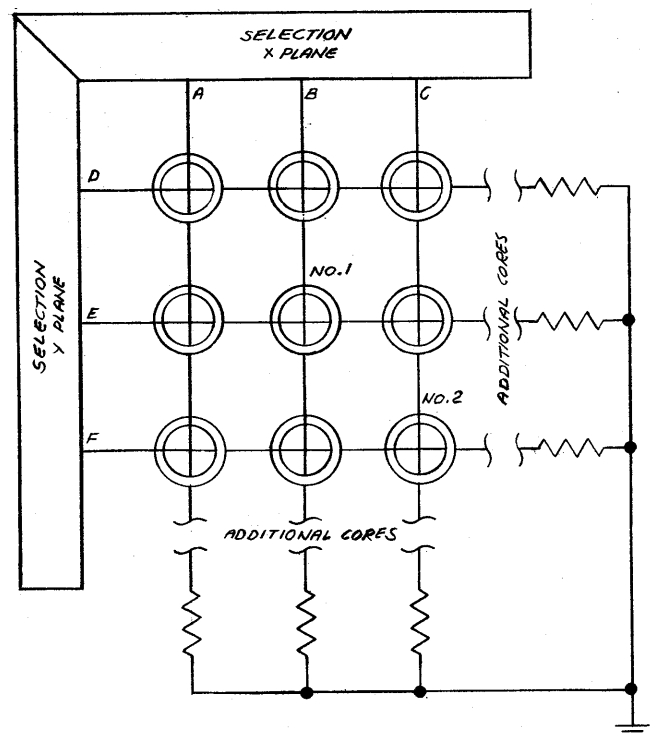 SELECTION
X PLANE
A
B
C
D
SELECTION
Y PLANE
NO.1
E
ADDITIONAL CORES
NO.2
F
ADDITIONAL CORES